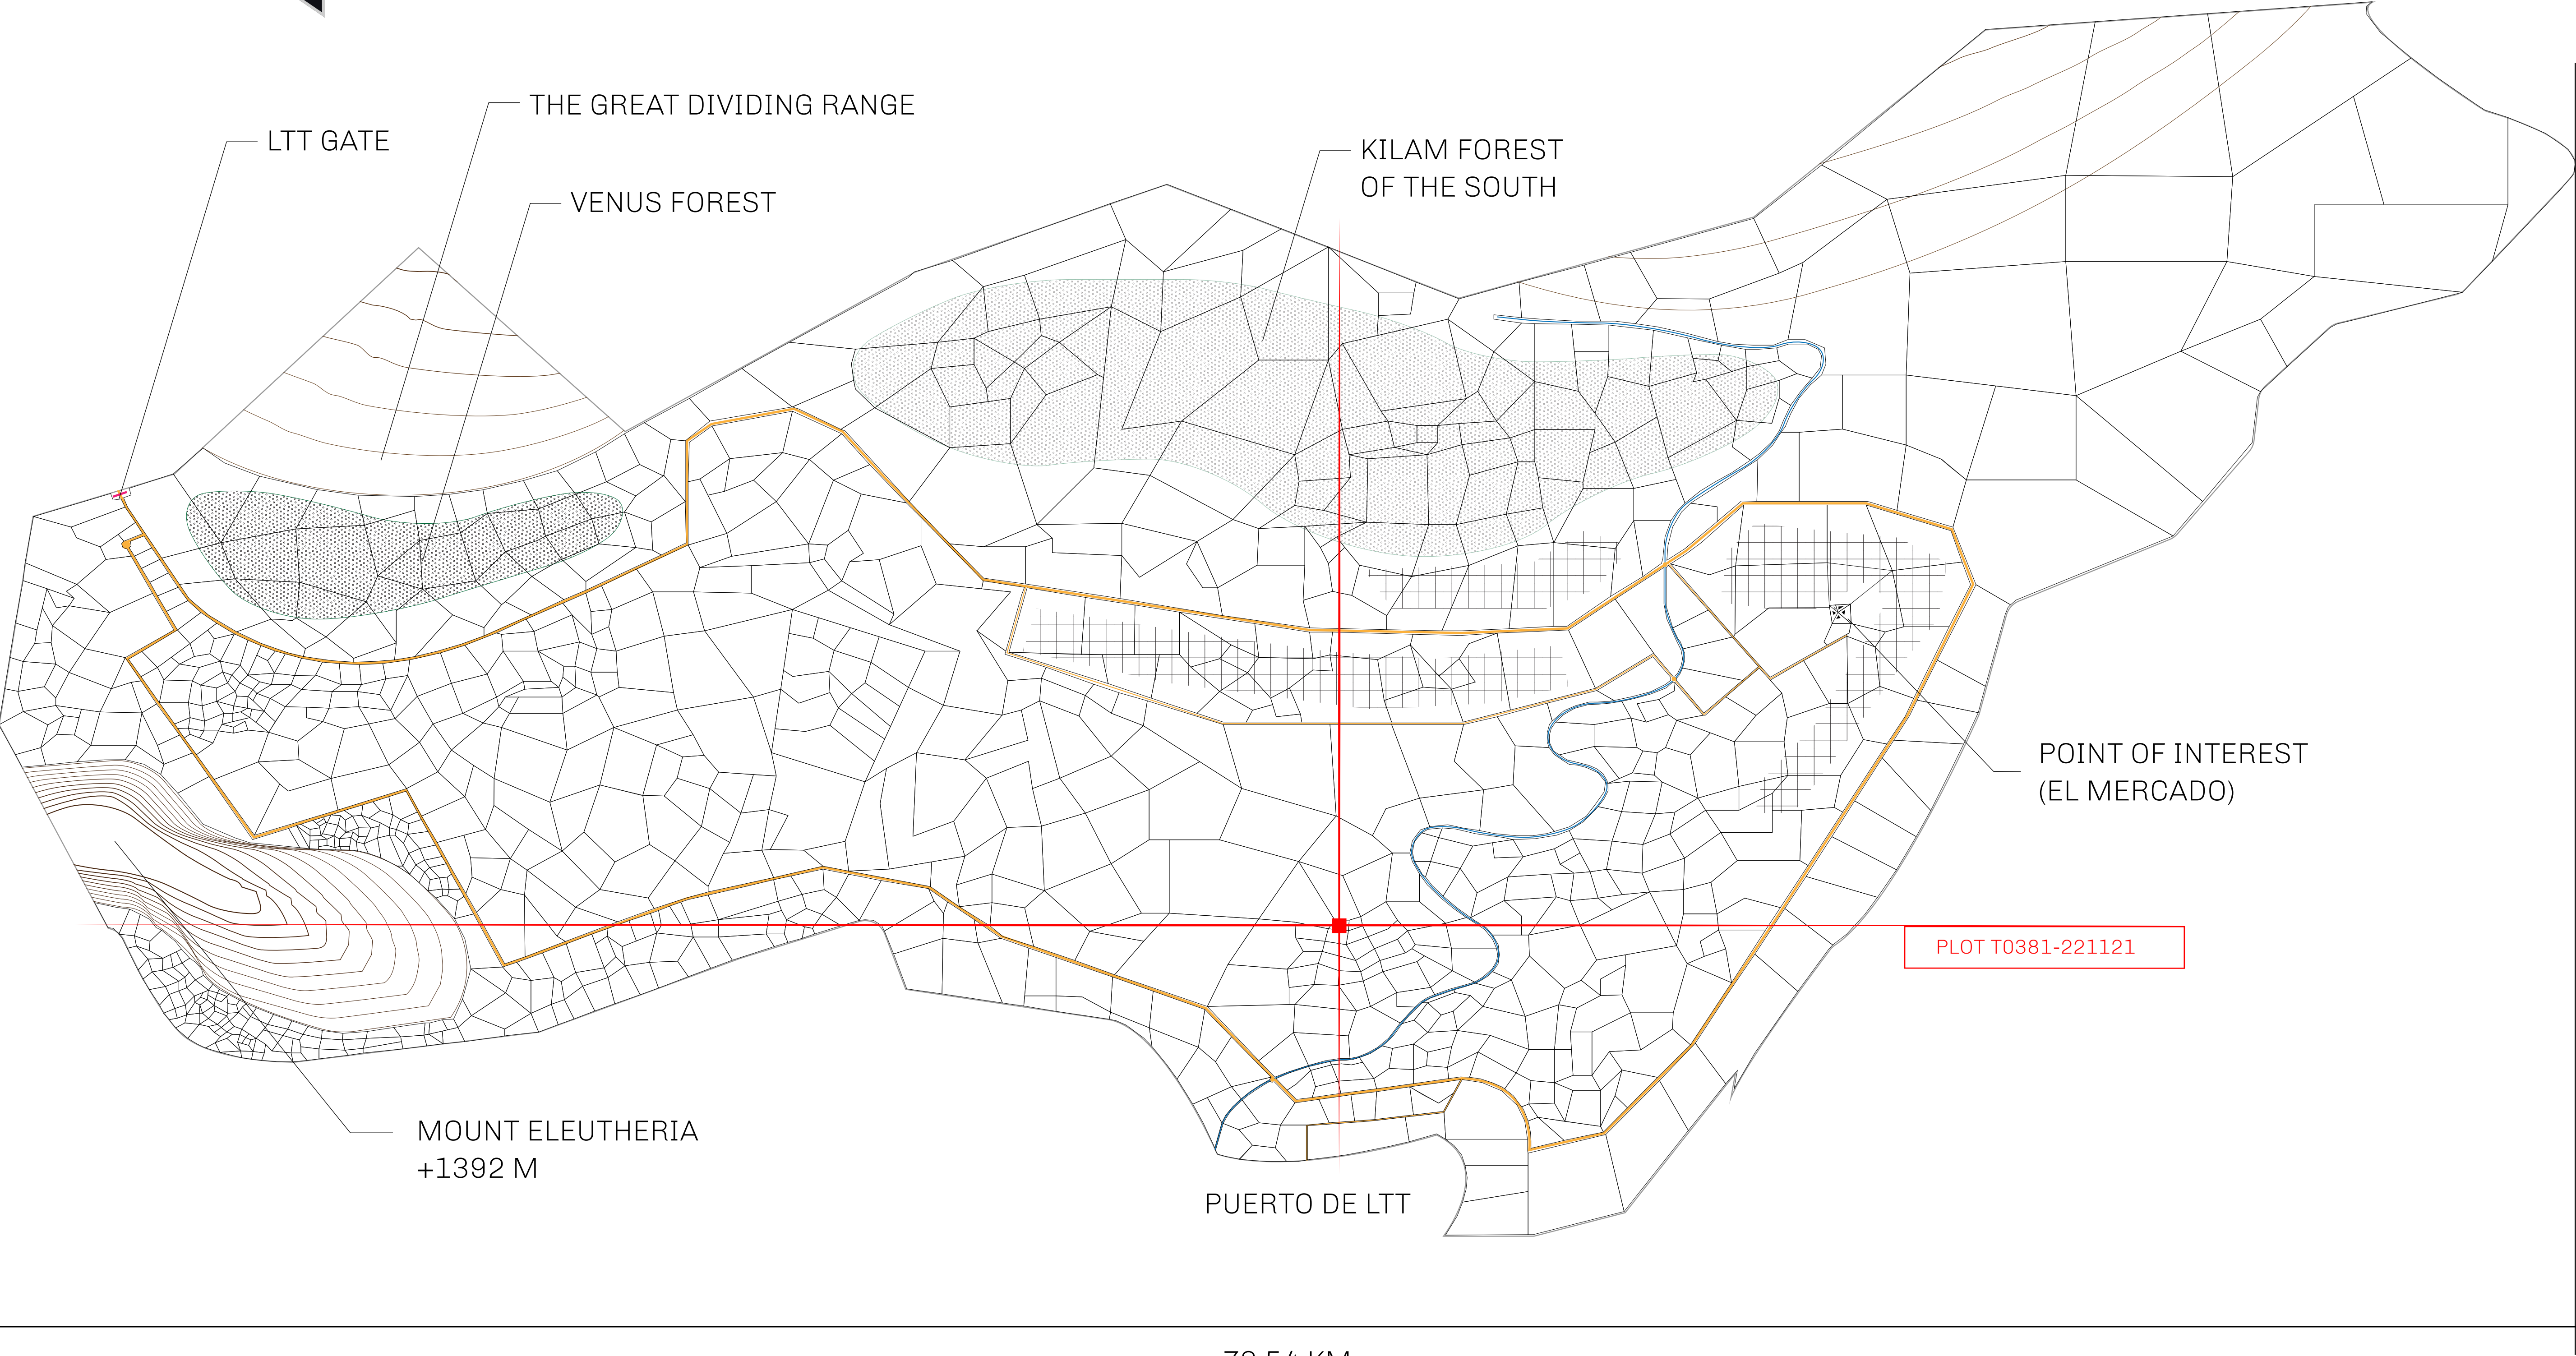 THE GREAT DIVIDING RANGE
LTT GATE
KILAM FOREST
OF THE SOUTH
VENUS FOREST
POINT OF INTEREST
(EL MERCADO)
PLOT T0381-221121
MOUNT ELEUTHERIA
+1392 M
PUERTO DE LTT
KM